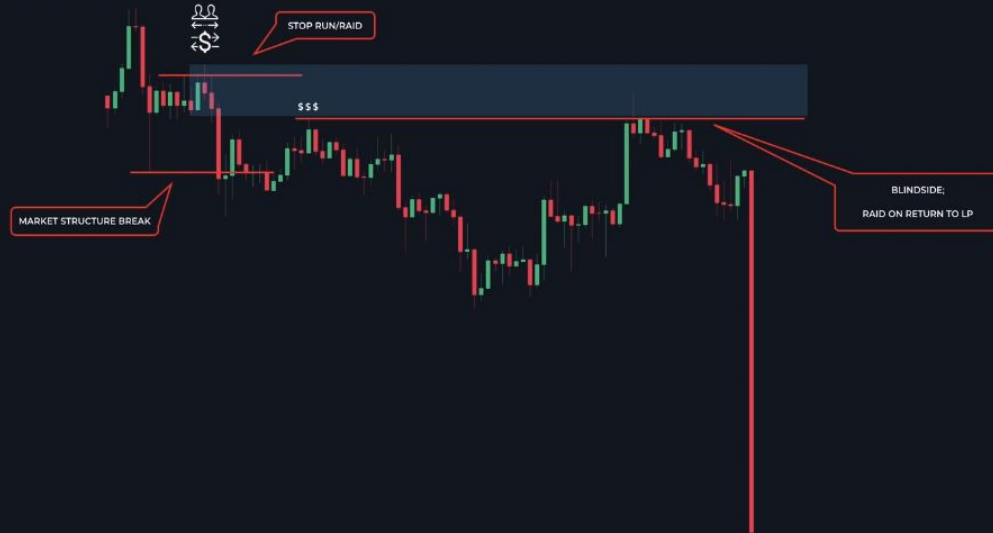 STOP RUN/RAID
$
$$$
MARKET STRUCTURE BREAK
BLINDSIDE;
RAID ON RETURN TO LP